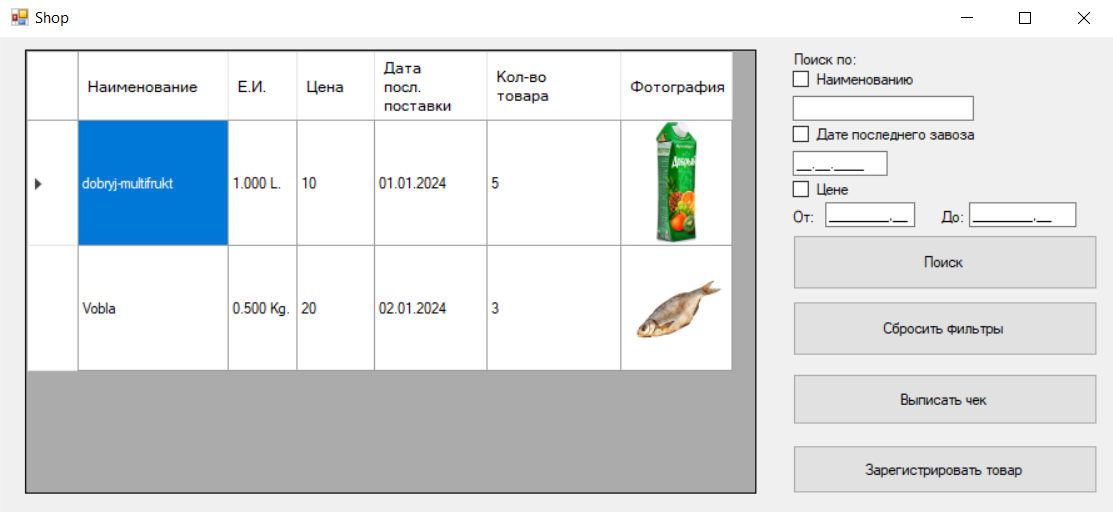 Shop
Наименование Е.И. Цена Дата посл. поставки Кол-во товара Фотография
dobryj-multifrukt 1.000 L. 10 01.01.2024 5
Добрый
Vobla 0.500 Kg. 20 02.01.2024 3
Поиск по:
Наименованию
Дате последнего завоза
__.__.____
Цене
От: ________.__ До: ________.__
Поиск
Сбросить фильтры
Выписать чек
Зарегистрировать товар